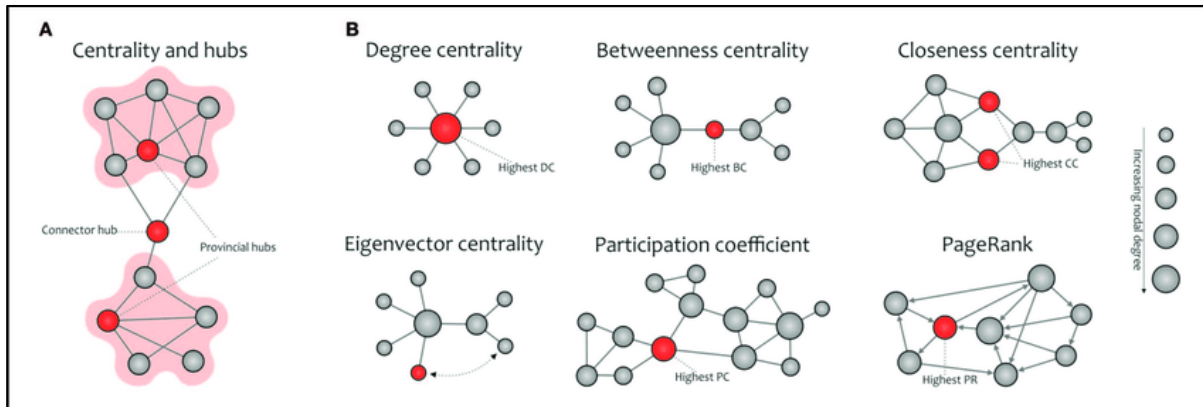 A
Centrality and hubs
Connector hub
Provincial hubs
B
Degree centrality
Highest DC
Betweenness centrality
Highest BC
Closeness centrality
Highest CC
Eigenvector centrality
Participation coefficient
Highest PC
PageRank
Highest PR
Increasing nodal degree